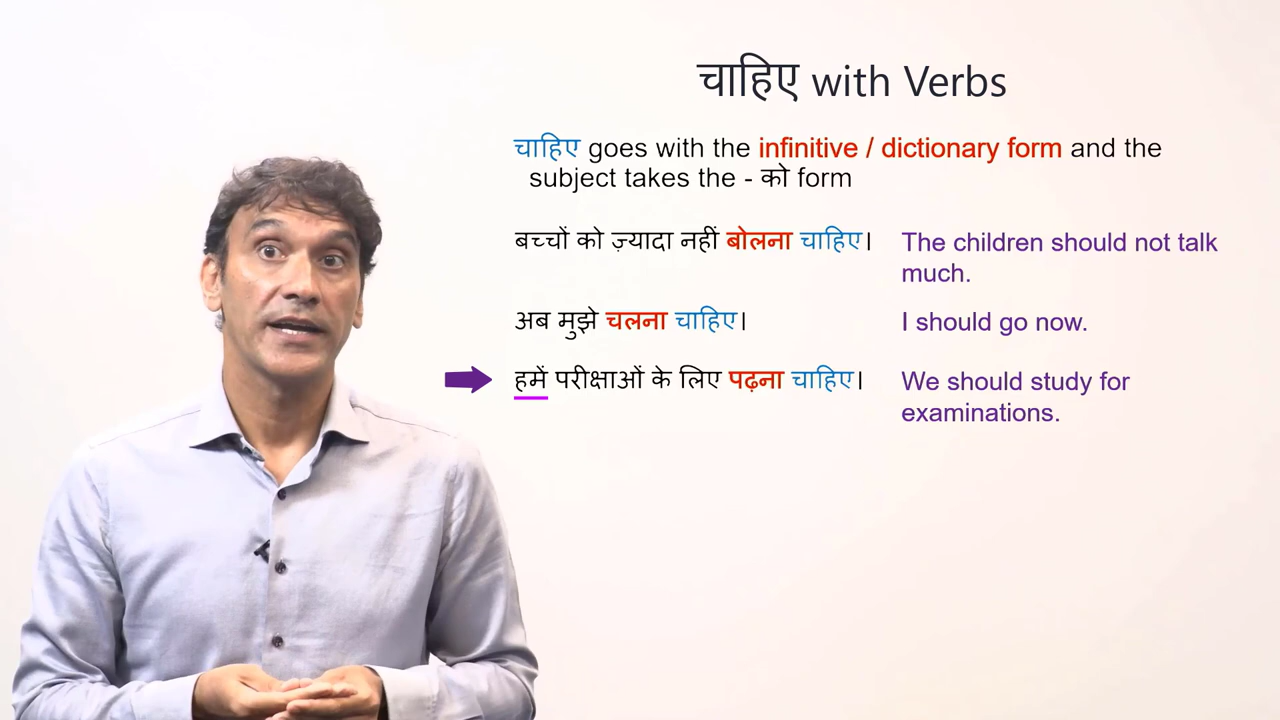 चाहिए with Verbs
चाहिए goes with the infinitive / dictionary form and the
subject takes the - को form
बच्चों को ज़्यादा नहीं बोलना चाहिए। The children should not talk
much.
अब मुझे चलना चाहिए। I should go now.
हमें परीक्षाओं के लिए पढ़ना चाहिए। We should study for
examinations.